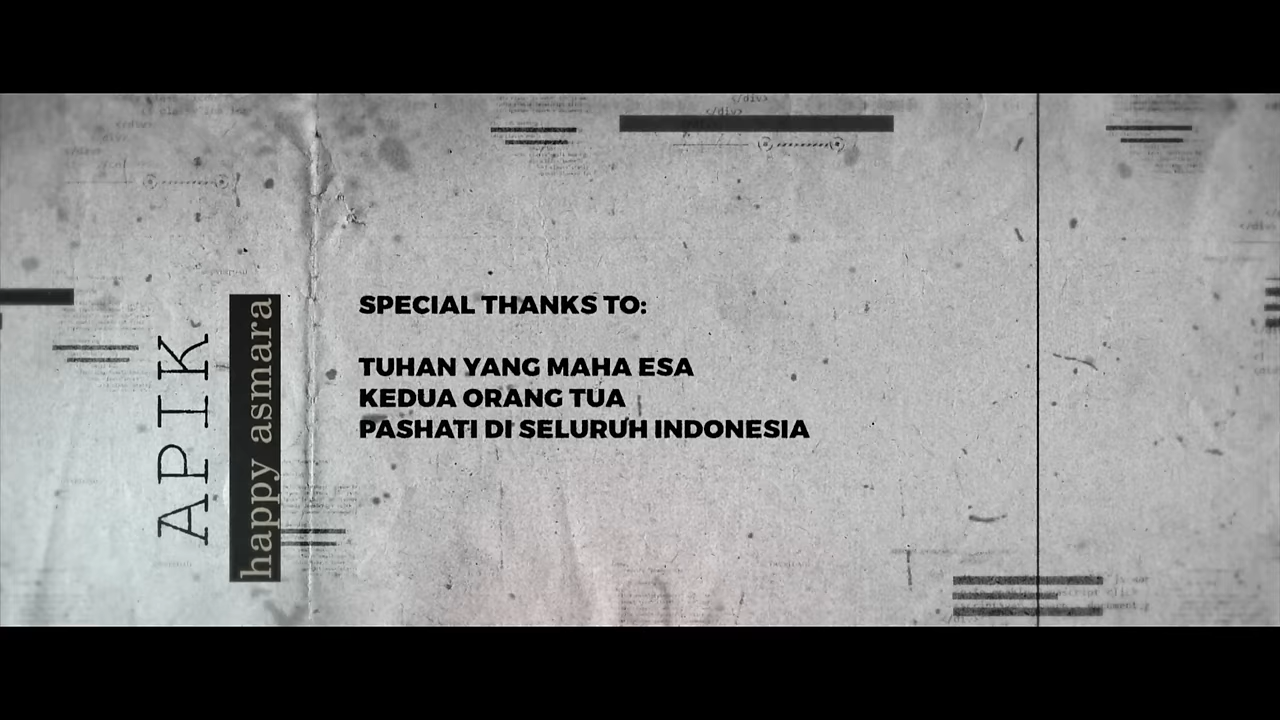 APIK
happy asmara
SPECIAL THANKS TO:
TUHAN YANG MAHA ESA
KEDUA ORANG TUA
PASHATI DI SELURUH INDONESIA